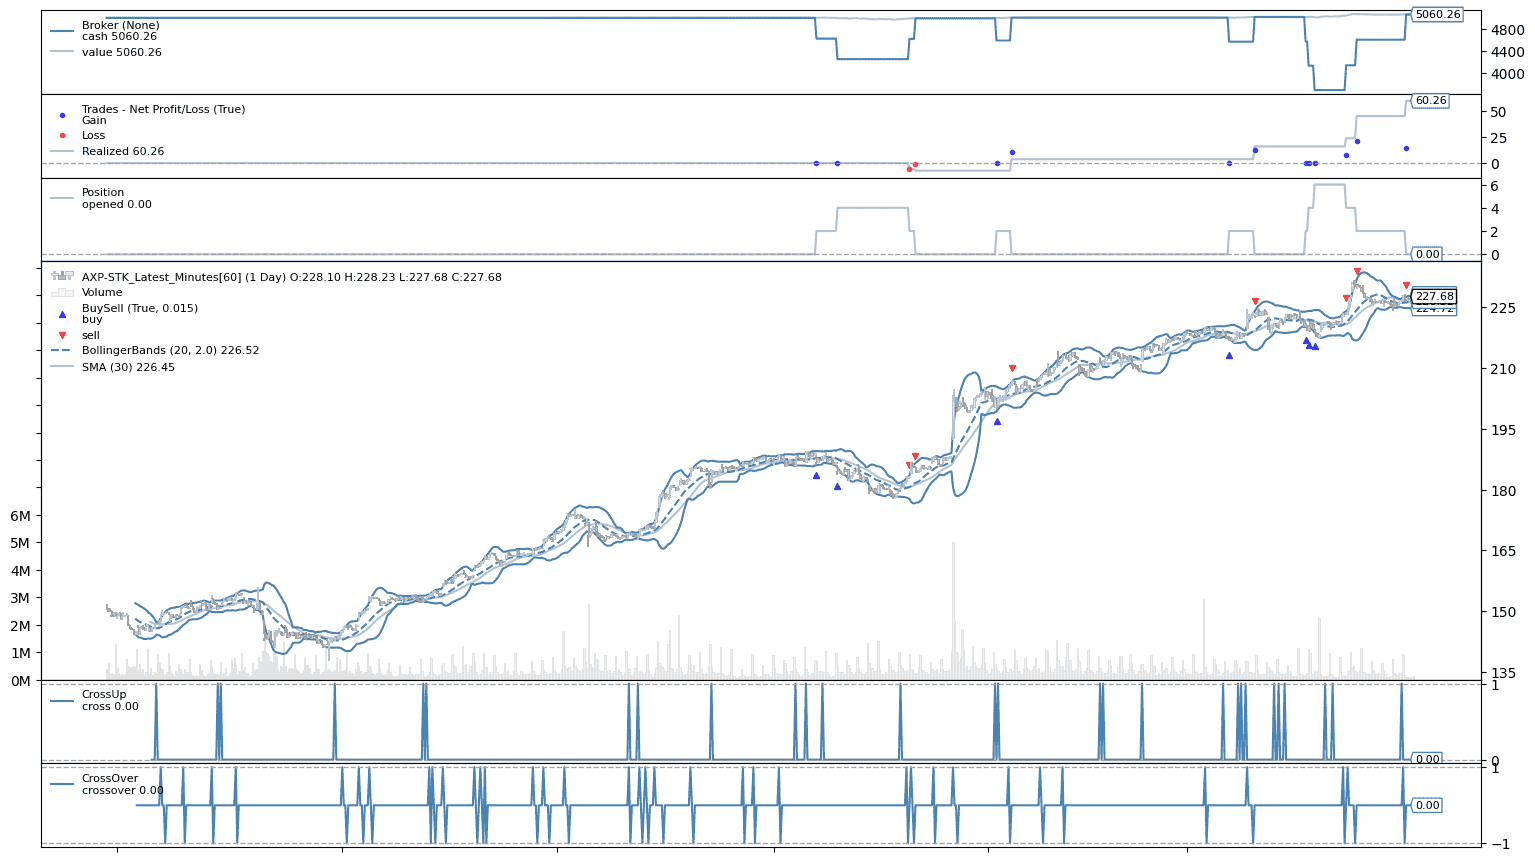 Broker (None)
cash 5060.26
value 5060.26
5060.26
4800
4400
4000
Trades - Net Profit/Loss (True)
Gain
Loss
Realized 60.26
60.26
50
25
0
Position
opened 0.00
6
4
2
0
0.00
AXP-STK_Latest_Minutes[60] (1 Day) O:228.10 H:228.23 L:227.68 C:227.68
Volume
BuySell (True, 0.015)
buy
sell
BollingerBands (20, 2.0) 226.52
SMA (30) 226.45
227.68
224.72
225
210
195
180
165
150
135
6M
5M
4M
3M
2M
1M
0M
CrossUp
cross 0.00
1
0
0.00
CrossOver
crossover 0.00
1
0.00
−1